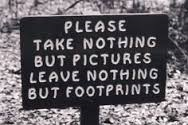 PLEASE
TAKE NOTHING
BUT PICTURES
LEAVE NOTHING
BUT FOOTPRINTS